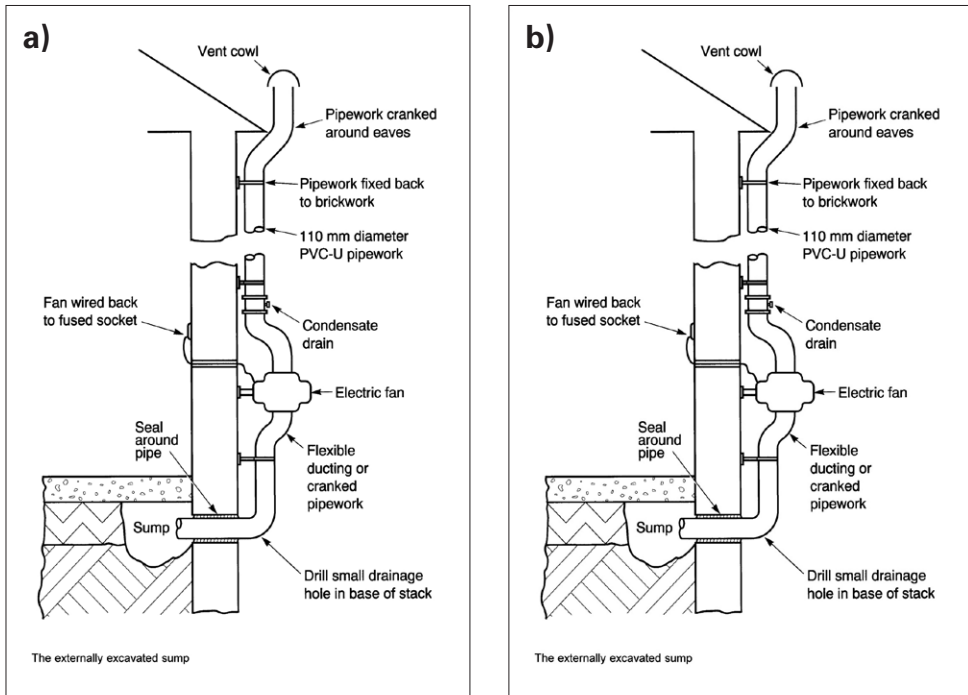 a)
Vent cowl
Pipework cranked
around eaves
Pipework fixed back
to brickwork
110 mm diameter
PVC-U pipework
Fan wired back
to fused socket
Condensate
drain
Electric fan
Seal
around
pipe
Flexible
ducting or
cranked
pipework
Sump
Drill small drainage
hole in base of stack
The externally excavated sump
b)
Vent cowl
Pipework cranked
around eaves
Pipework fixed back
to brickwork
110 mm diameter
PVC-U pipework
Fan wired back
to fused socket
Condensate
drain
Electric fan
Seal
around
pipe
Flexible
ducting or
cranked
pipework
Sump
Drill small drainage
hole in base of stack
The externally excavated sump